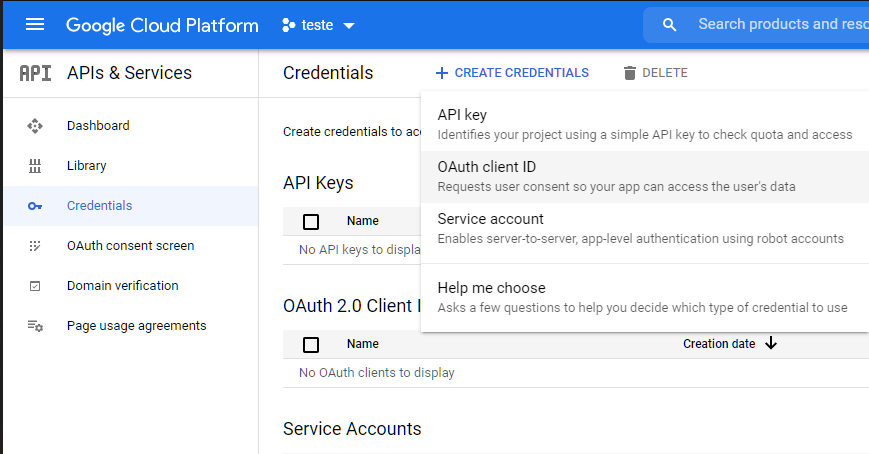 Google Cloud Platform
teste
Search products and reso
API
APIs & Services
Dashboard
Library
Credentials
OAuth consent screen
Domain verification
Page usage agreements
Credentials
+ CREATE CREDENTIALS
DELETE
Create credentials to acc
API key
Identifies your project using a simple API key to check quota and access
OAuth client ID
Requests user consent so your app can access the user's data
Service account
Enables server-to-server, app-level authentication using robot accounts
Help me choose
Asks a few questions to help you decide which type of credential to use
API Keys
Name
No API keys to displa
OAuth 2.0 Client I
Name
Creation date
No OAuth clients to display
Service Accounts